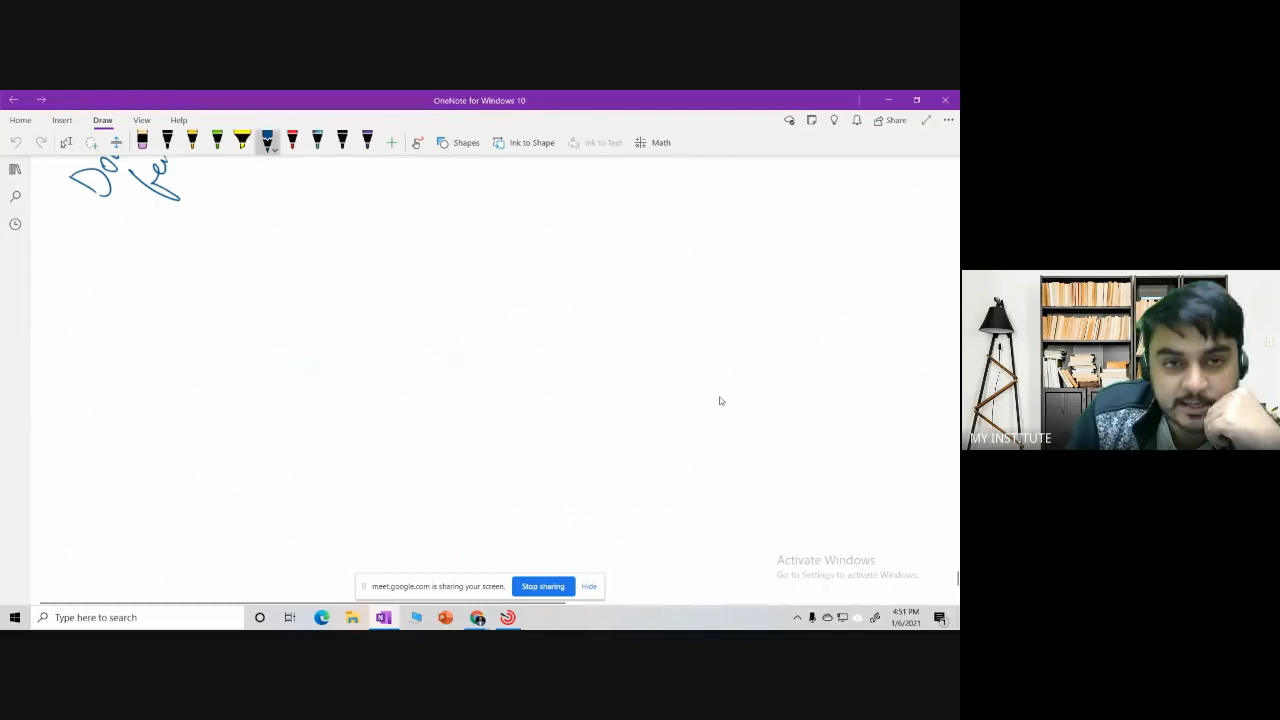 OneNote for Windows 10
Home Insert Draw View Help
Share
Shapes Ink to Shape Ink to Text Math
MY INSTITUTE
Activate Windows
Go to Settings to activate Windows.
meet.google.com is sharing your screen. Stop sharing Hide
Type here to search
4:51 PM
1/6/2021